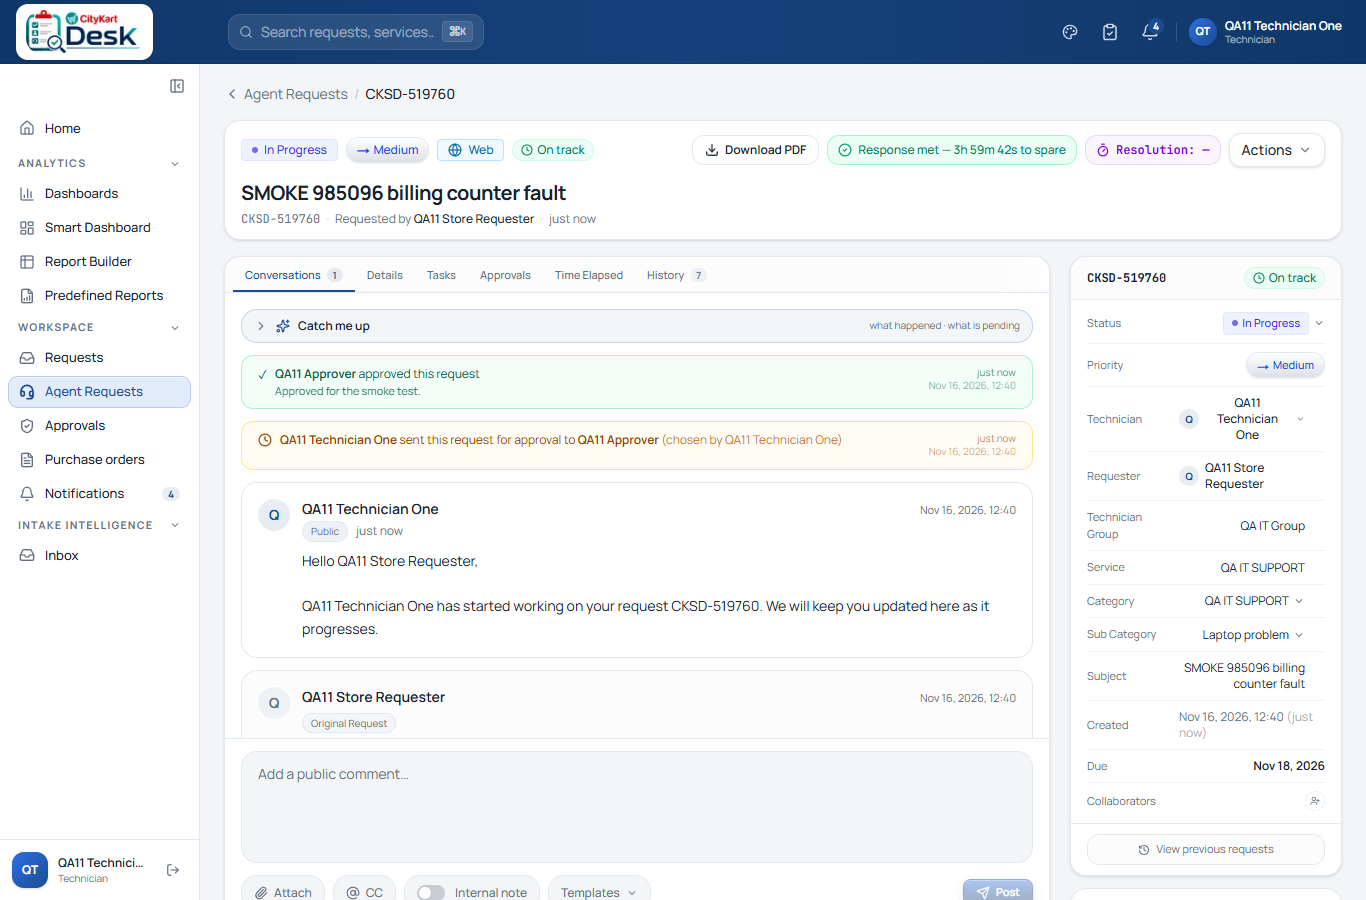 CityKart
Desk
Search requests, services..
⌘K
4
QT
QA11 Technician One
Technician
Home
ANALYTICS
Dashboards
Smart Dashboard
Report Builder
Predefined Reports
WORKSPACE
Requests
Agent Requests
Approvals
Purchase orders
Notifications 4
INTAKE INTELLIGENCE
Inbox
QT
QA11 Technici...
Technician
Agent Requests / CKSD-519760
In Progress
→ Medium
Web
On track
Download PDF
Response met — 3h 59m 42s to spare
Resolution: —
Actions
SMOKE 985096 billing counter fault
CKSD-519760 · Requested by QA11 Store Requester · just now
Conversations 1
Details
Tasks
Approvals
Time Elapsed
History 7
Catch me up
what happened · what is pending
✓ QA11 Approver approved this request
just now
Approved for the smoke test.
Nov 16, 2026, 12:40
QA11 Technician One sent this request for approval to QA11 Approver (chosen by QA11 Technician One)
just now
Nov 16, 2026, 12:40
Q
QA11 Technician One
Nov 16, 2026, 12:40
Public just now
Hello QA11 Store Requester,
QA11 Technician One has started working on your request CKSD-519760. We will keep you updated here as it
progresses.
Q
QA11 Store Requester
Nov 16, 2026, 12:40
Original Request
Add a public comment...
Attach
@ CC
Internal note
Templates
Post
CKSD-519760
On track
Status
In Progress
Priority
→ Medium
Technician
Q
QA11
Technician
One
Requester
Q
QA11 Store
Requester
Technician
Group
QA IT Group
Service
QA IT SUPPORT
Category
QA IT SUPPORT
Sub Category
Laptop problem
Subject
SMOKE 985096 billing
counter fault
Created
Nov 16, 2026, 12:40 (just
now)
Due
Nov 18, 2026
Collaborators
View previous requests